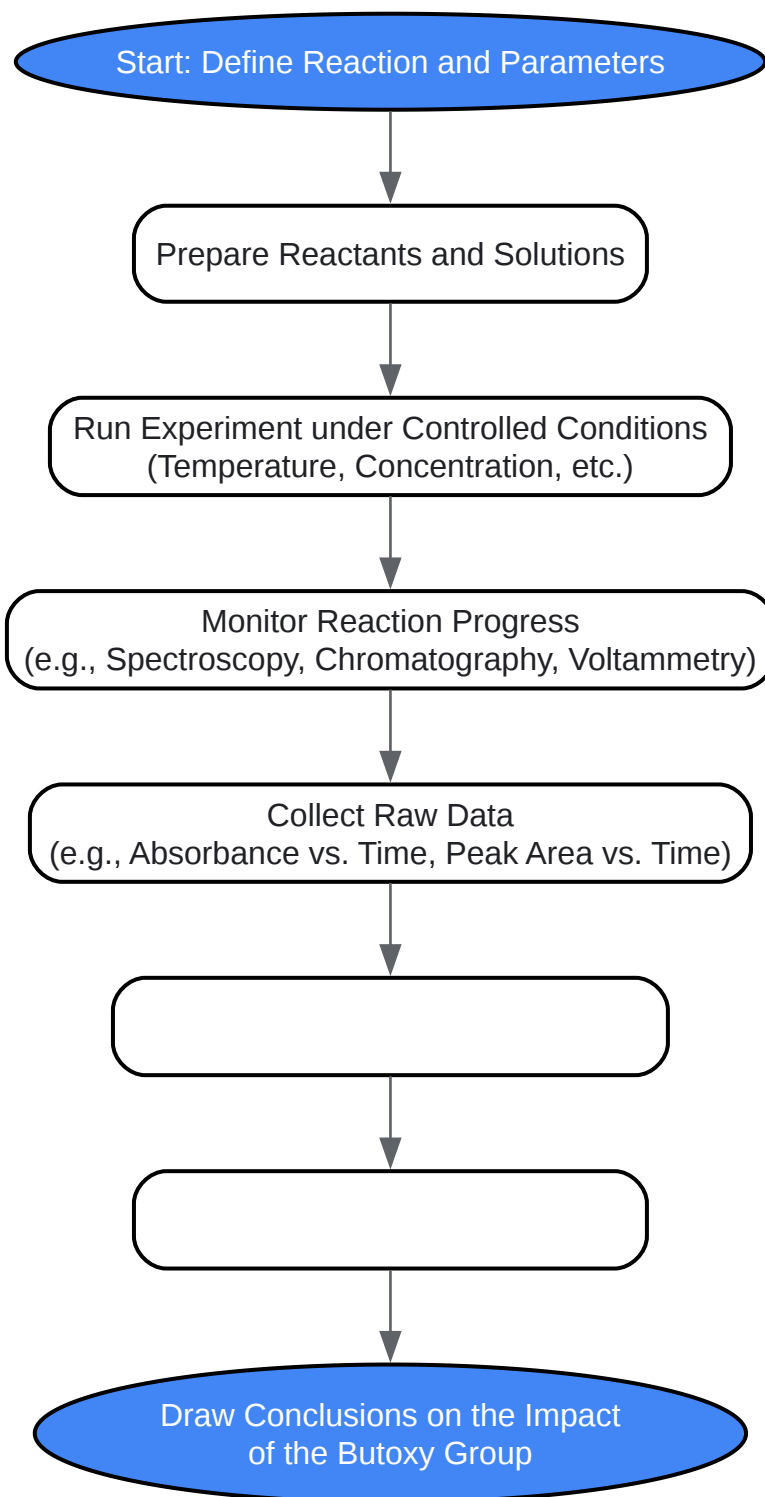 Start: Define Reaction and Parameters
Prepare Reactants and Solutions
Run Experiment under Controlled Conditions
(Temperature, Concentration, etc.)
Monitor Reaction Progress
(e.g., Spectroscopy, Chromatography, Voltammetry)
Collect Raw Data
(e.g., Absorbance vs. Time, Peak Area vs. Time)
Draw Conclusions on the Impact
of the Butoxy Group